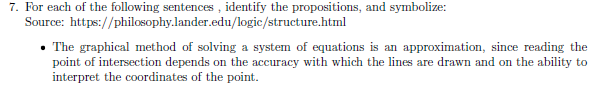 7. For each of the following sentences , identify the propositions, and symbolize:
Source: https://philosophy.lander.edu/logic/structure.html
• The graphical method of solving a system of equations is an approximation, since reading the
point of intersection depends on the accuracy with which the lines are drawn and on the ability to
interpret the coordinates of the point.